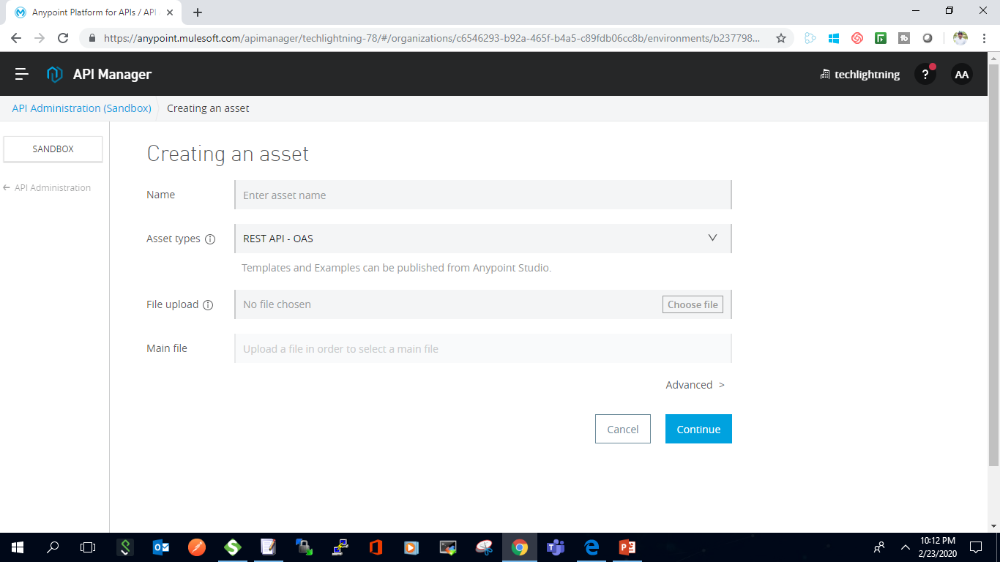 Anypoint Platform for APIs / API
https://anypoint.mulesoft.com/apimanager/techlightning-78/#/organizations/c6546293-b92a-465f-b4a5-c89fdb06cc8b/environments/b237798...
API Manager
techlightning
?
AA
API Administration (Sandbox)
Creating an asset
SANDBOX
API Administration
Creating an asset
Name
Enter asset name
Asset types
REST API - OAS
Templates and Examples can be published from Anypoint Studio.
File upload
No file chosen
Choose file
Main file
Upload a file in order to select a main file
Advanced >
Cancel
Continue
10:12 PM
2/23/2020